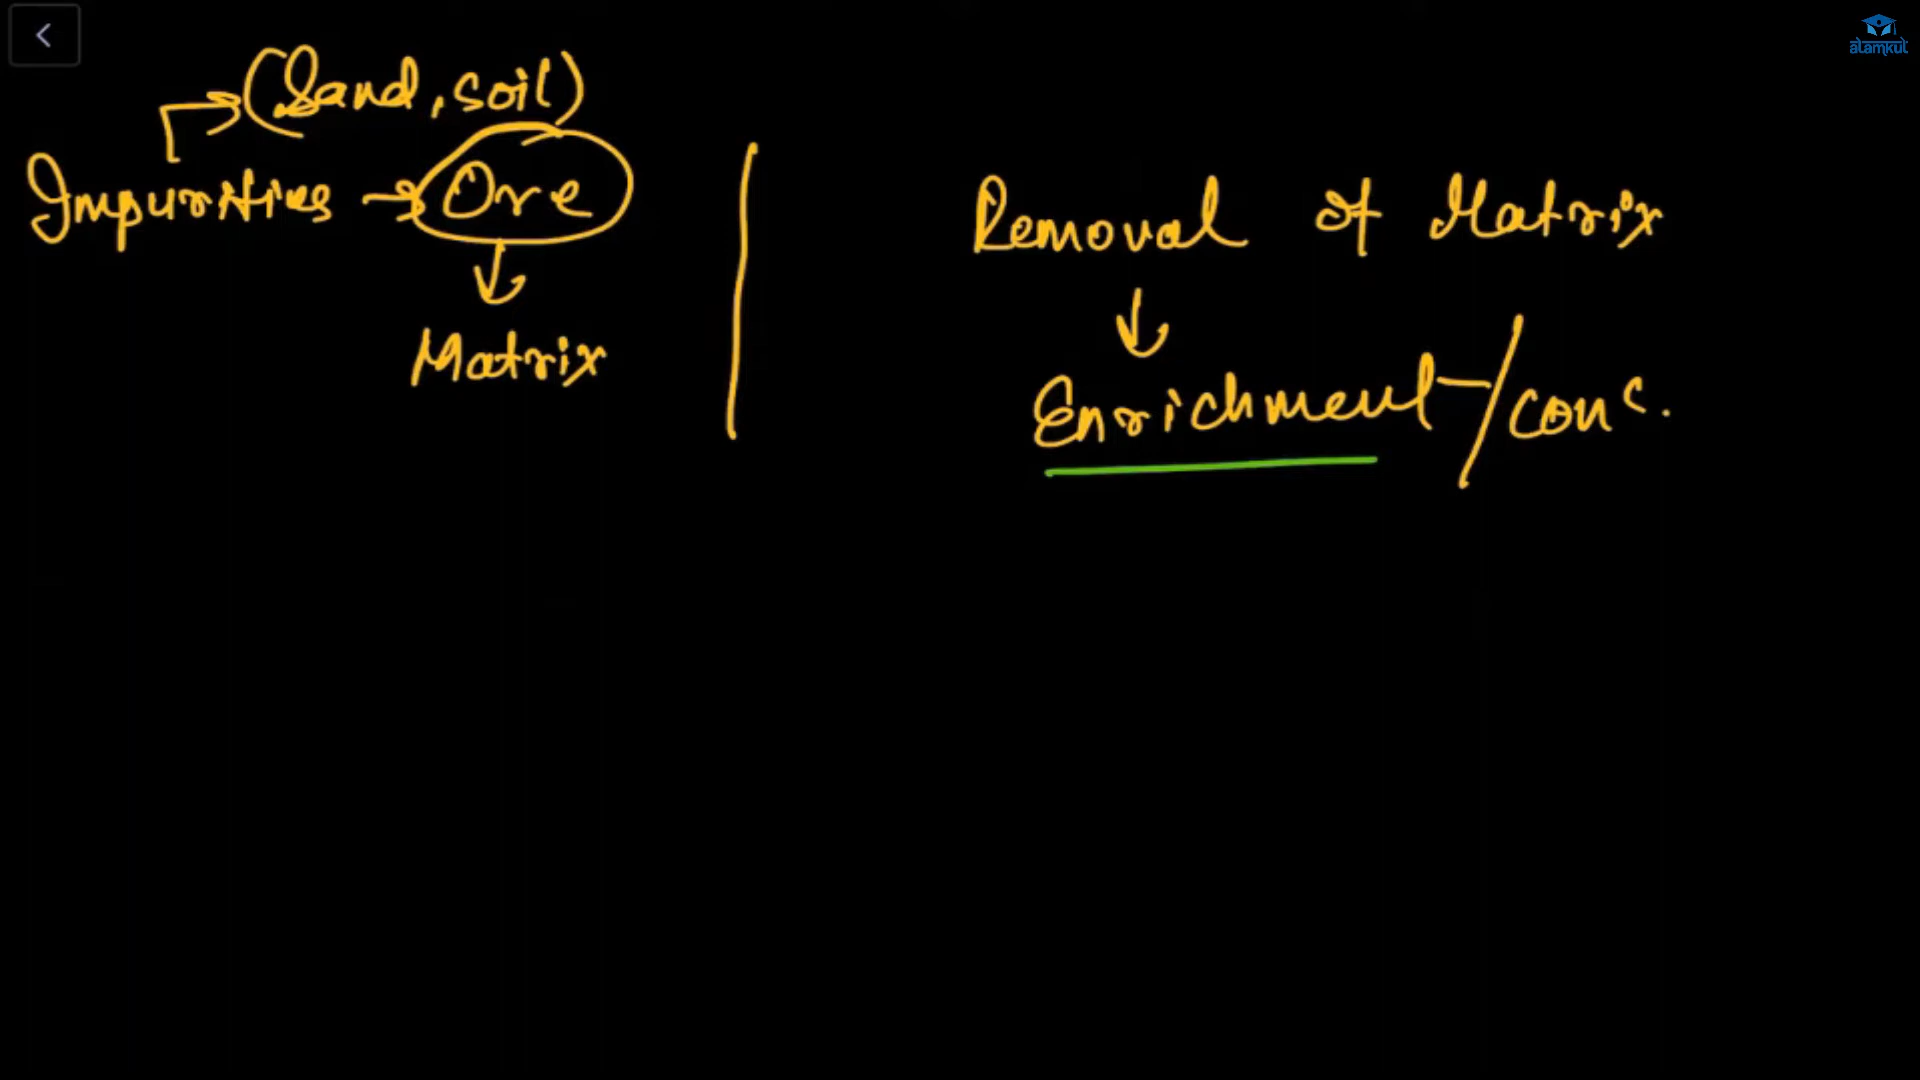 (Sand, soil)
Impurities → Ore
↓
Matrix
Removal of Matrix
↓
Enrichment/conc.
alamkul